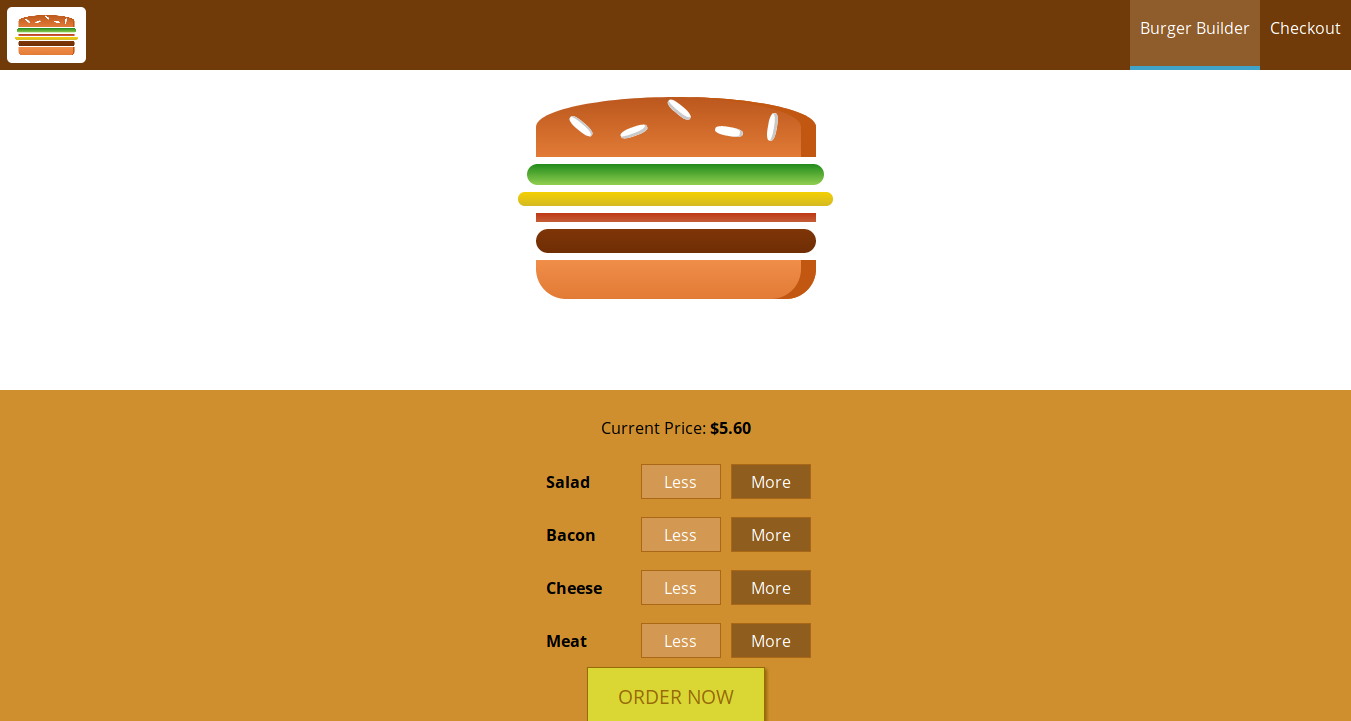 Burger Builder Checkout
Current Price: $5.60
Salad Less More
Bacon Less More
Cheese Less More
Meat Less More
ORDER NOW